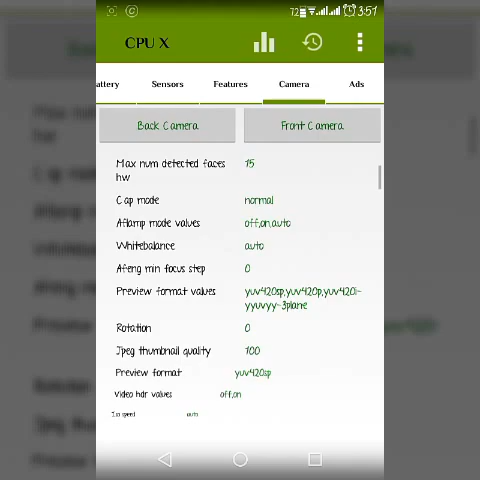 72 3:57
CPU X
attery Sensors Features Camera Ads
Back Camera Front Camera
Max num detected faces 15
hw
Cap mode normal
Aflamp mode values off,on,auto
Whitebalance auto
Afeng min focus step 0
Preview format values yuv420sp,yuv420p,yuv420i-
yyuvyy-3plane
Rotation 0
Jpeg thumbnail quality 100
Preview format yuv420sp
Video hdr values off,on
Iso speed auto